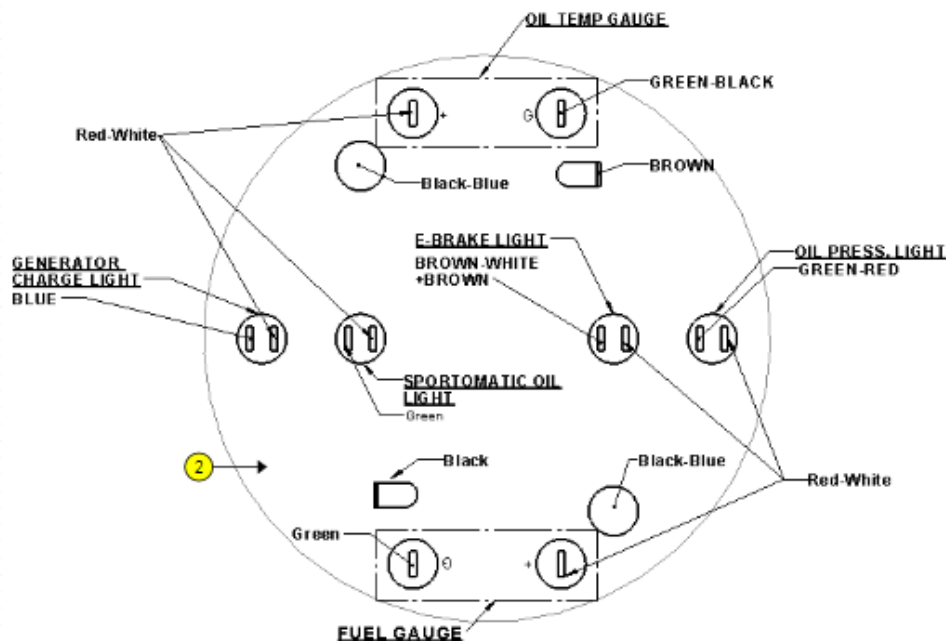 OIL TEMP GAUGE
GREEN-BLACK
Red-White
+
G
Black-Blue
BROWN
E-BRAKE LIGHT
BROWN-WHITE
+BROWN
OIL PRESS. LIGHT
GREEN-RED
GENERATOR
CHARGE LIGHT
BLUE
SPORTOMATIC OIL
LIGHT
Green
2
Black
Black-Blue
Red-White
Green
G
+
FUEL GAUGE